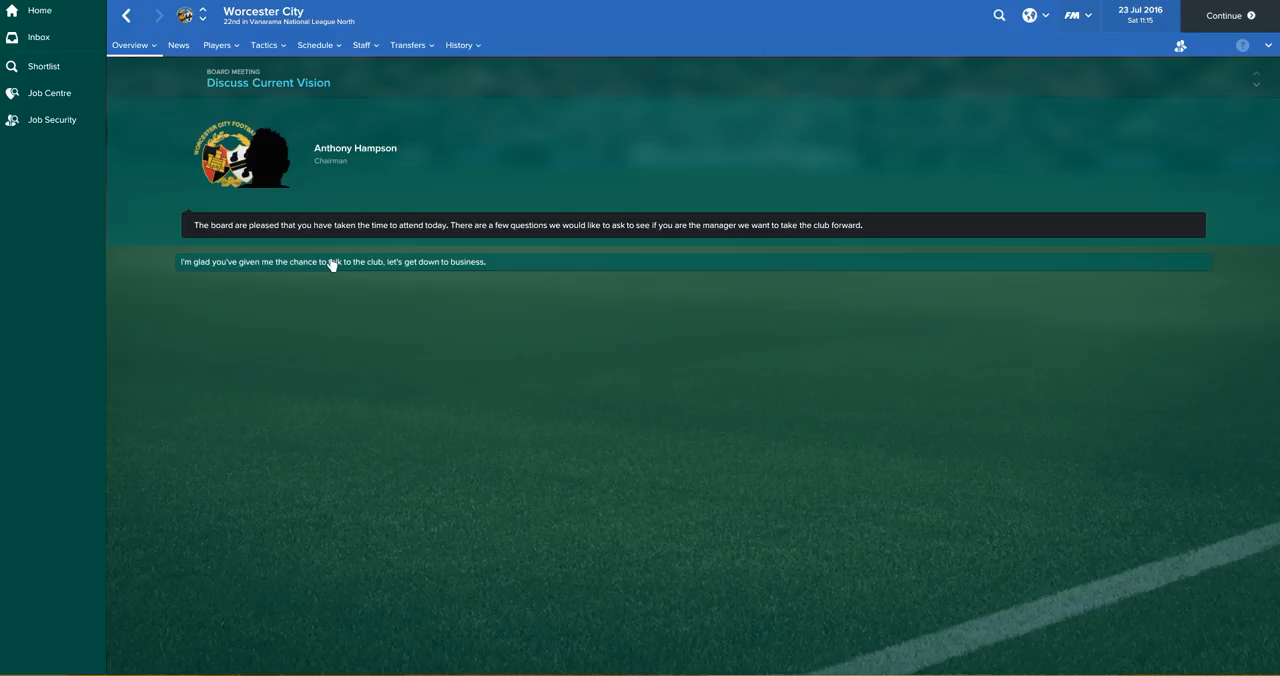 Home
Inbox
Shortlist
Job Centre
Job Security
Worcester City
22nd in Vanarama National League North
FM
23 Jul 2016
Sat 11:15
Continue
Overview
News
Players
Tactics
Schedule
Staff
Transfers
History
?
BOARD MEETING
Discuss Current Vision
WORCESTER CITY FOOTBALL
Anthony Hampson
Chairman
The board are pleased that you have taken the time to attend today. There are a few questions we would like to ask to see if you are the manager we want to take the club forward.
I'm glad you've given me the chance to talk to the club, let's get down to business.